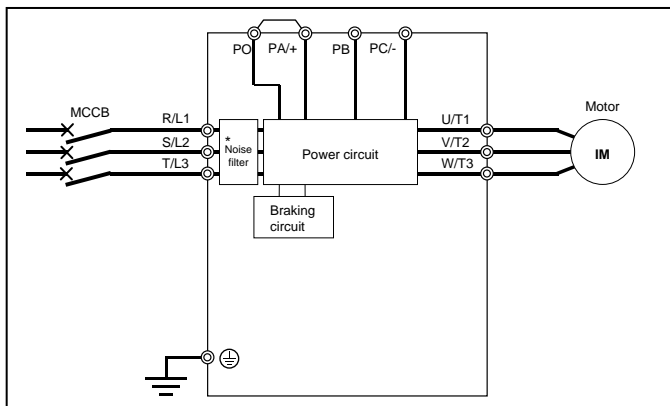 PO PA/+ PB PC/-
MCCB
R/L1
S/L2
T/L3
*
Noise
filter
Power circuit
Braking
circuit
U/T1
V/T2
W/T3
Motor
IM